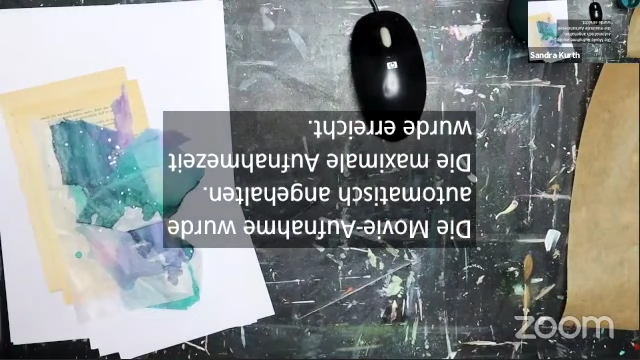 Die Movie-Aufnahme wurde
automatisch angehalten.
Die maximale Aufnahmezeit
wurde erreicht.
Sandra Kurth
zoom